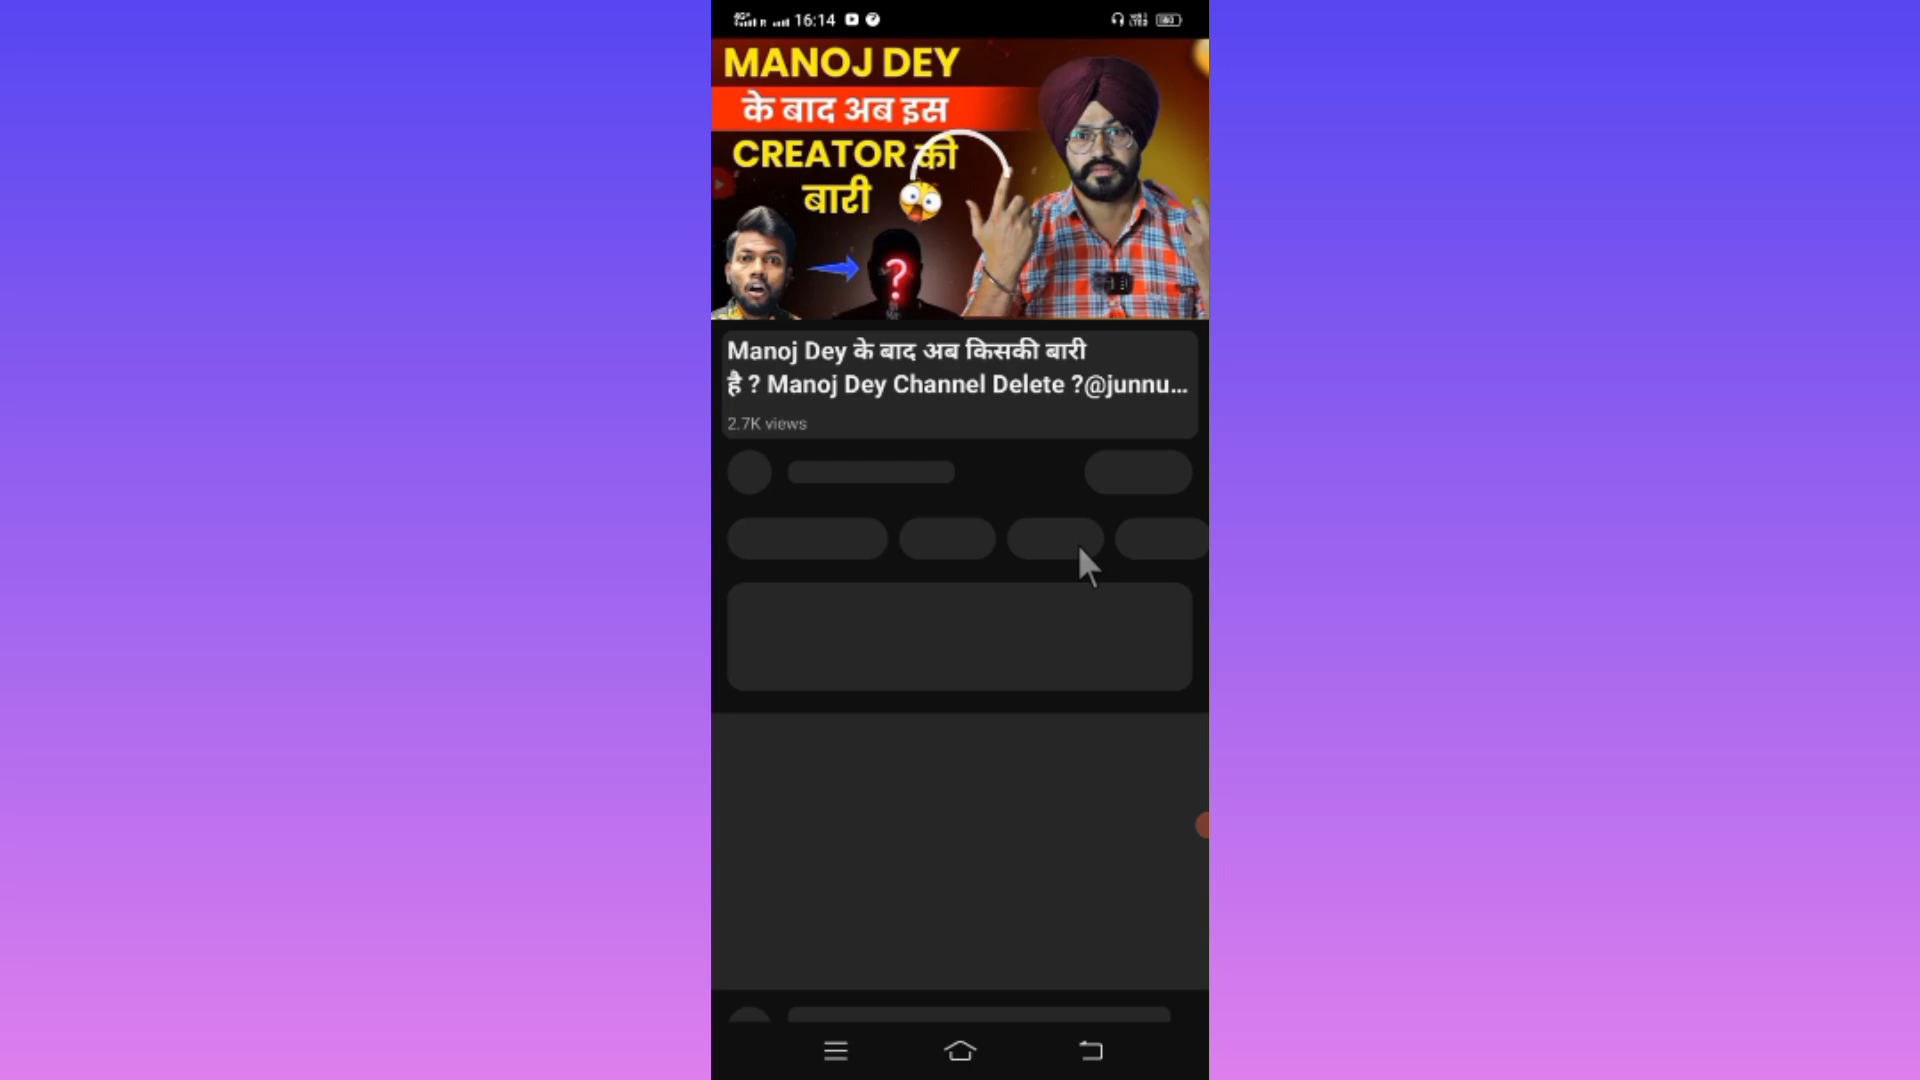 16:14
MANOJ DEY
के बाद अब इस
CREATOR की
बारी
?
Manoj Dey के बाद अब किसकी बारी
है ? Manoj Dey Channel Delete ?@junnu...
2.7K views